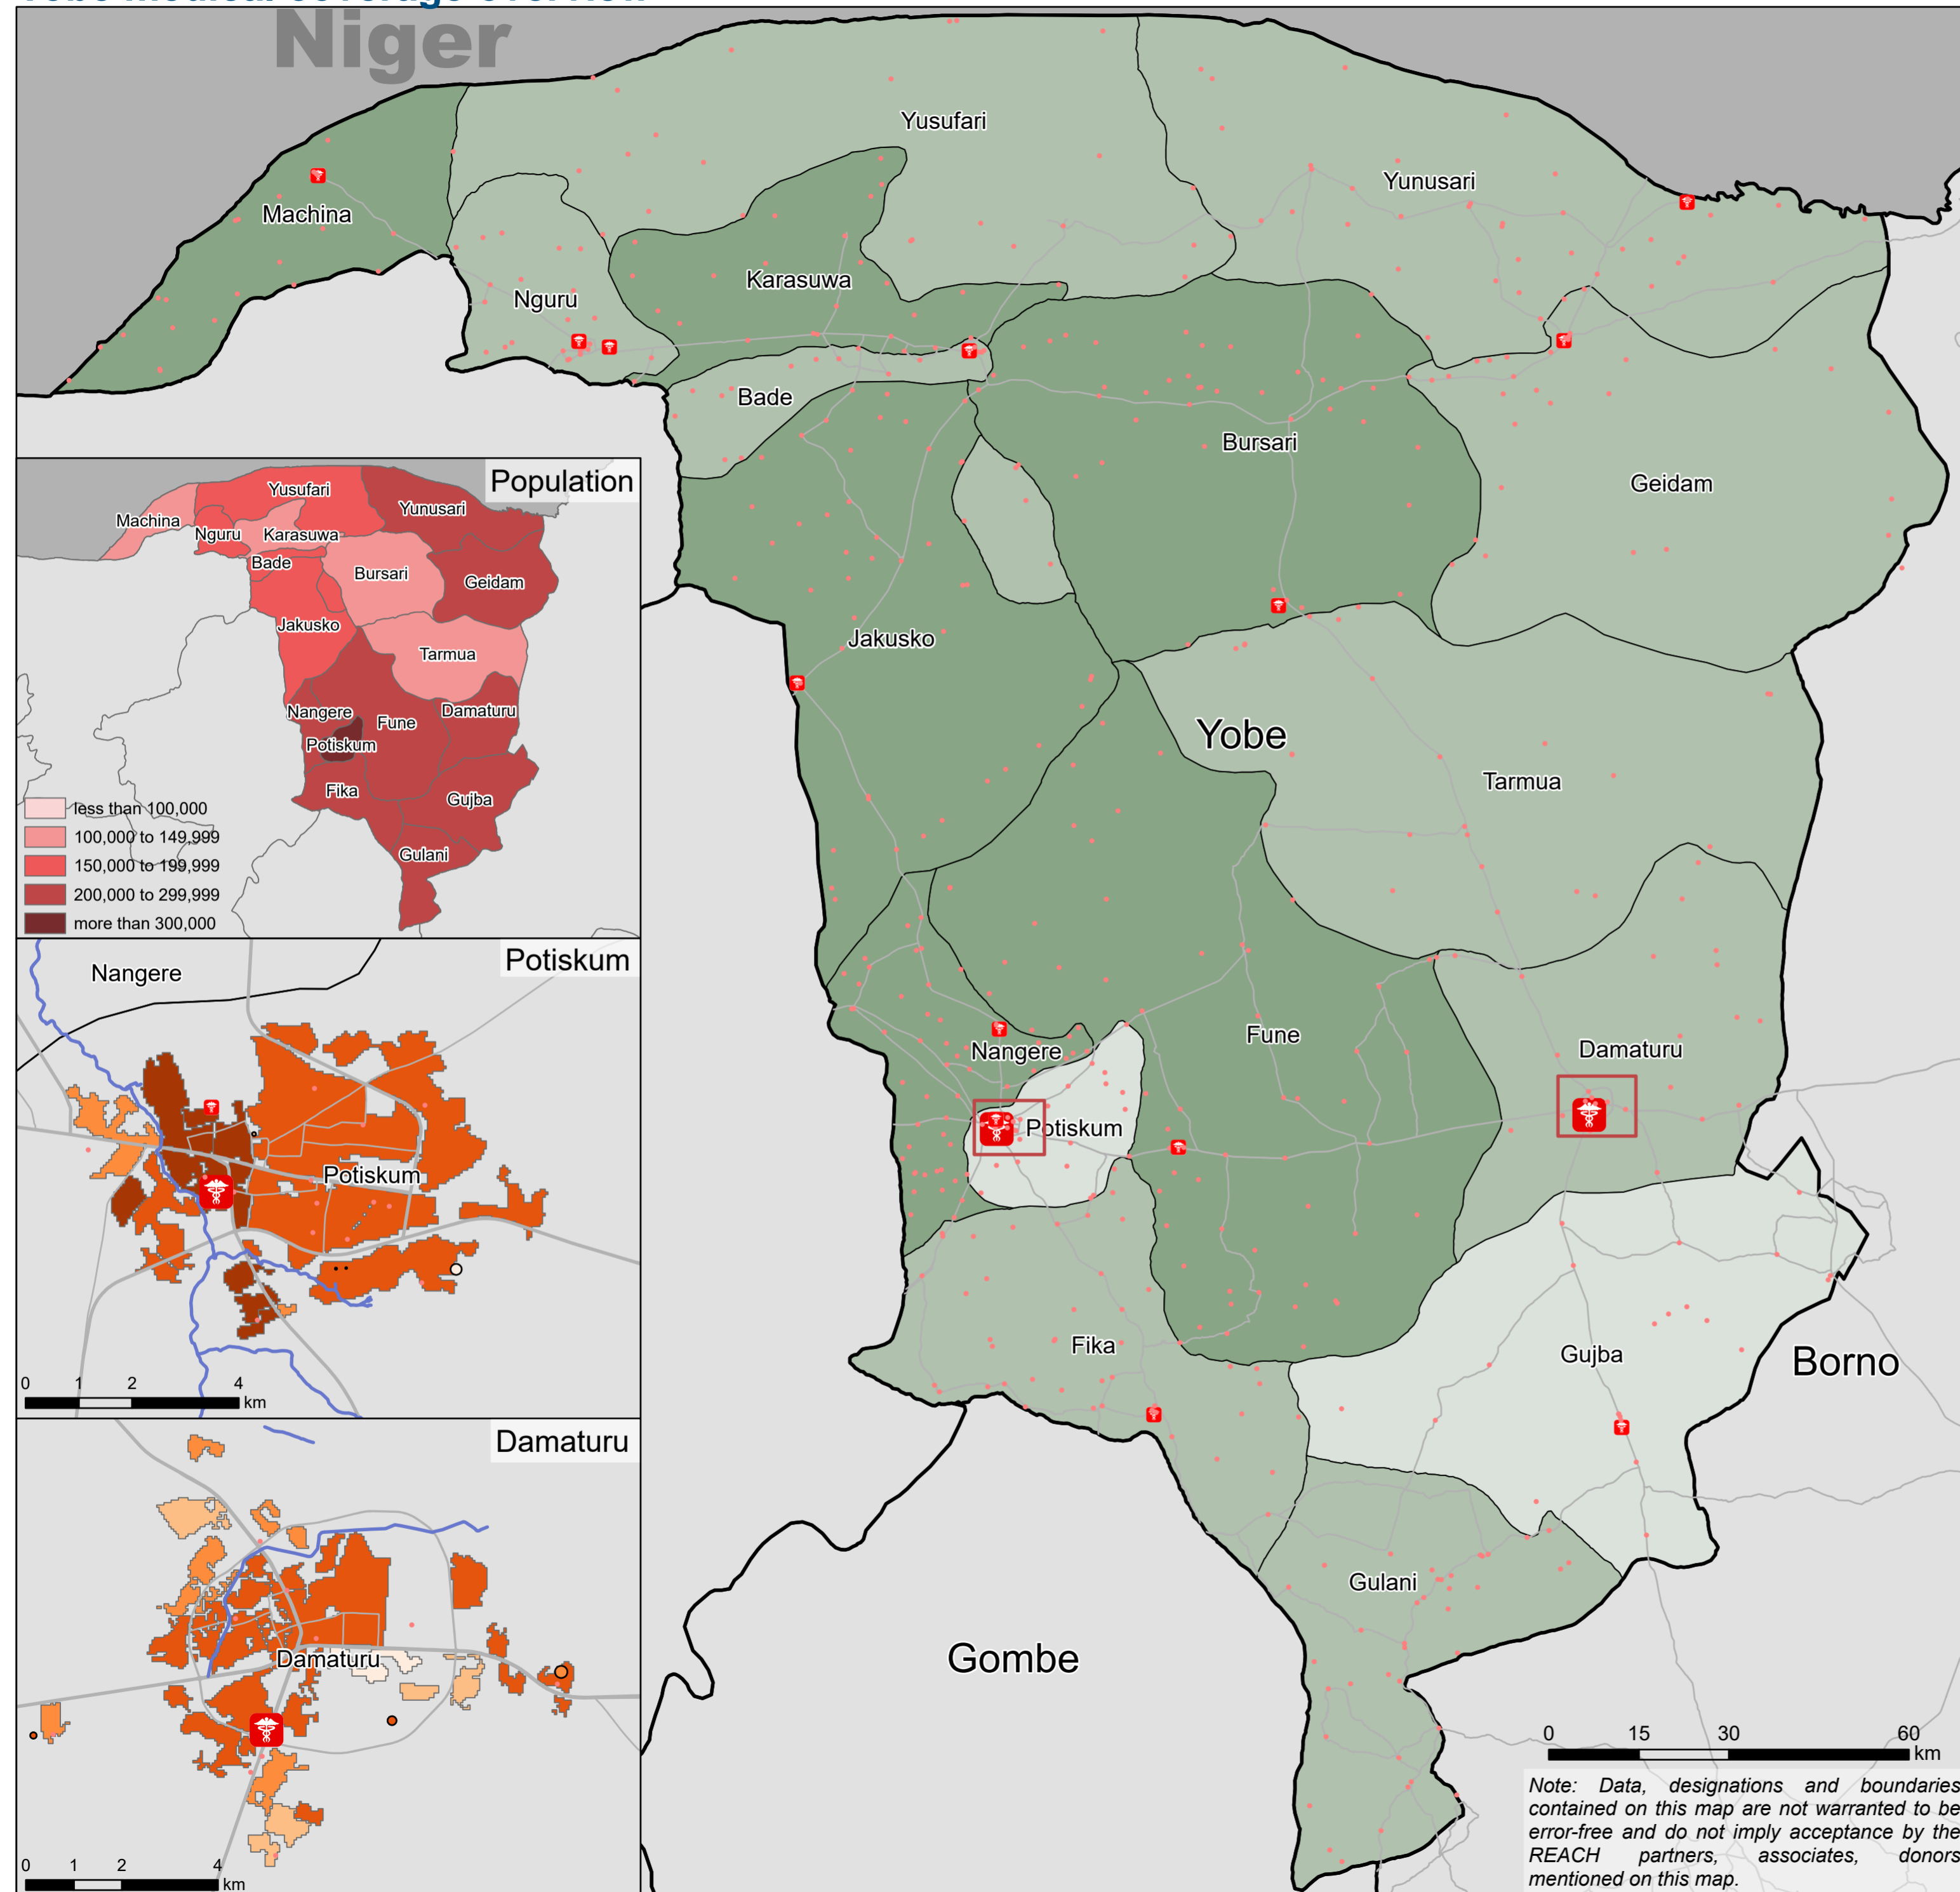 Yobe Medical Coverage Overview
Niger
Yusufari
Yunusari
Machina
Karasuwa
Nguru
Bade
Bursari
Geidam
Jakusko
Yobe
Tarmua
Fune
Nangere
Damaturu
Potiskum
Fika
Gujba
Borno
Gulani
Gombe
Population
Yusufari
Yunusari
Machina
Nguru
Karasuwa
Bade
Bursari
Geidam
Jakusko
Tarmua
Nangere
Fune
Damaturu
Potiskum
Fika
Gujba
Gulani
less than 100,000
100,000 to 149,999
150,000 to 199,999
200,000 to 299,999
more than 300,000
Potiskum
Nangere
Potiskum
0 1 2 4
km
Damaturu
Damaturu
0 1 2 4
km
0 15 30 60
km
Note: Data, designations and boundaries
contained on this map are not warranted to be
error-free and do not imply acceptance by the
REACH partners, associates, donors
mentioned on this map.